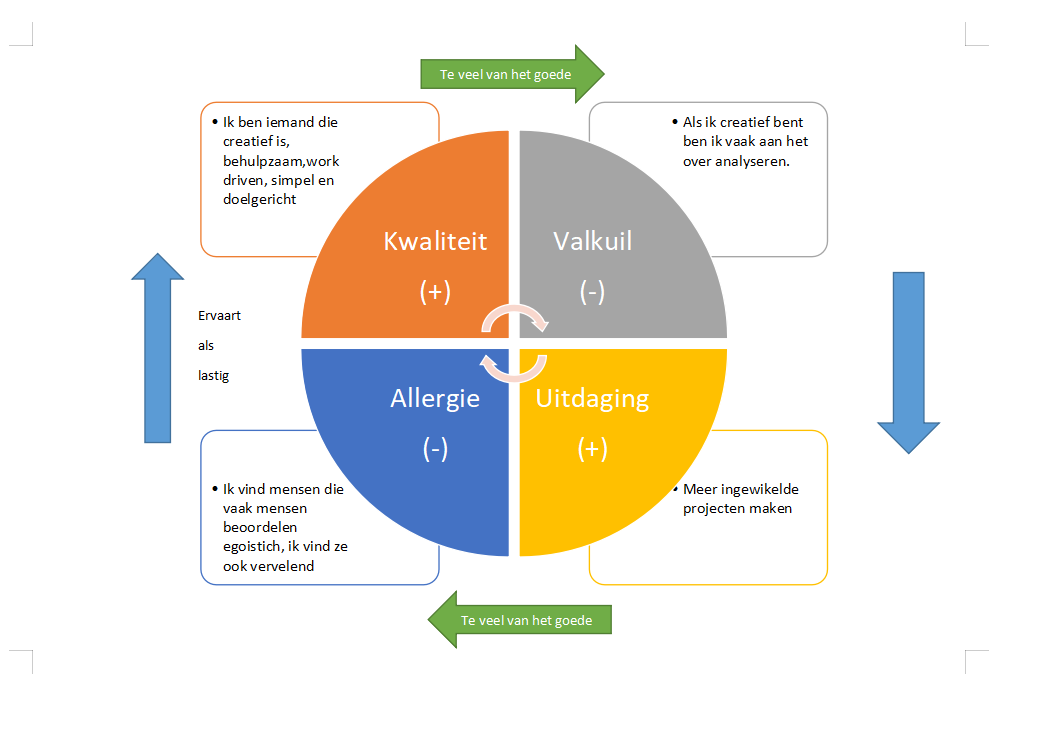 Te veel van het goede
• Ik ben iemand die
creatief is,
behulpzaam,work
driven, simpel en
doelgericht
• Als ik creatief bent
ben ik vaak aan het
over analyseren.
Kwaliteit
(+)
Valkuil
(-)
Ervaart
als
lastig
Allergie
(-)
Uitdaging
(+)
• Ik vind mensen die
vaak mensen
beoordelen
egoistich, ik vind ze
ook vervelend
• Meer ingewikelde
projecten maken
Te veel van het goede